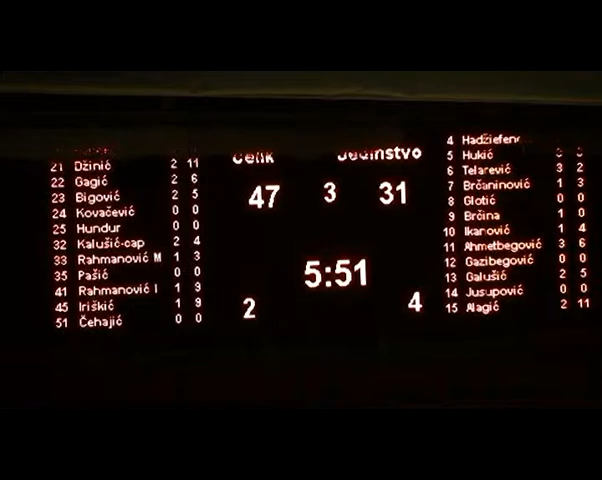 Čelik Jedinstvo
47 3 31
5:51
2 4
21 Džinić 2 11
22 Gagić 2 6
23 Bigović 2 5
24 Kovačević 0 0
25 Hundur 0 0
32 Kalušić-cap 2 4
33 Rahmanović M 1 3
35 Pašić 0 0
41 Rahmanović I 1 9
45 Iriškić 1 9
51 Čehajić 0 0
4
5 Hukić
6 Telarević 3 2
7 Brčaninović 1 3
8 Glotić 0 0
9 Brčina 1 0
10 Ikanović 1 4
11 Ahmetbegović 3 6
12 Gazibegović 0 0
13 Galušić 2 5
14 Jusupović 0 0
15 Alagić 2 11